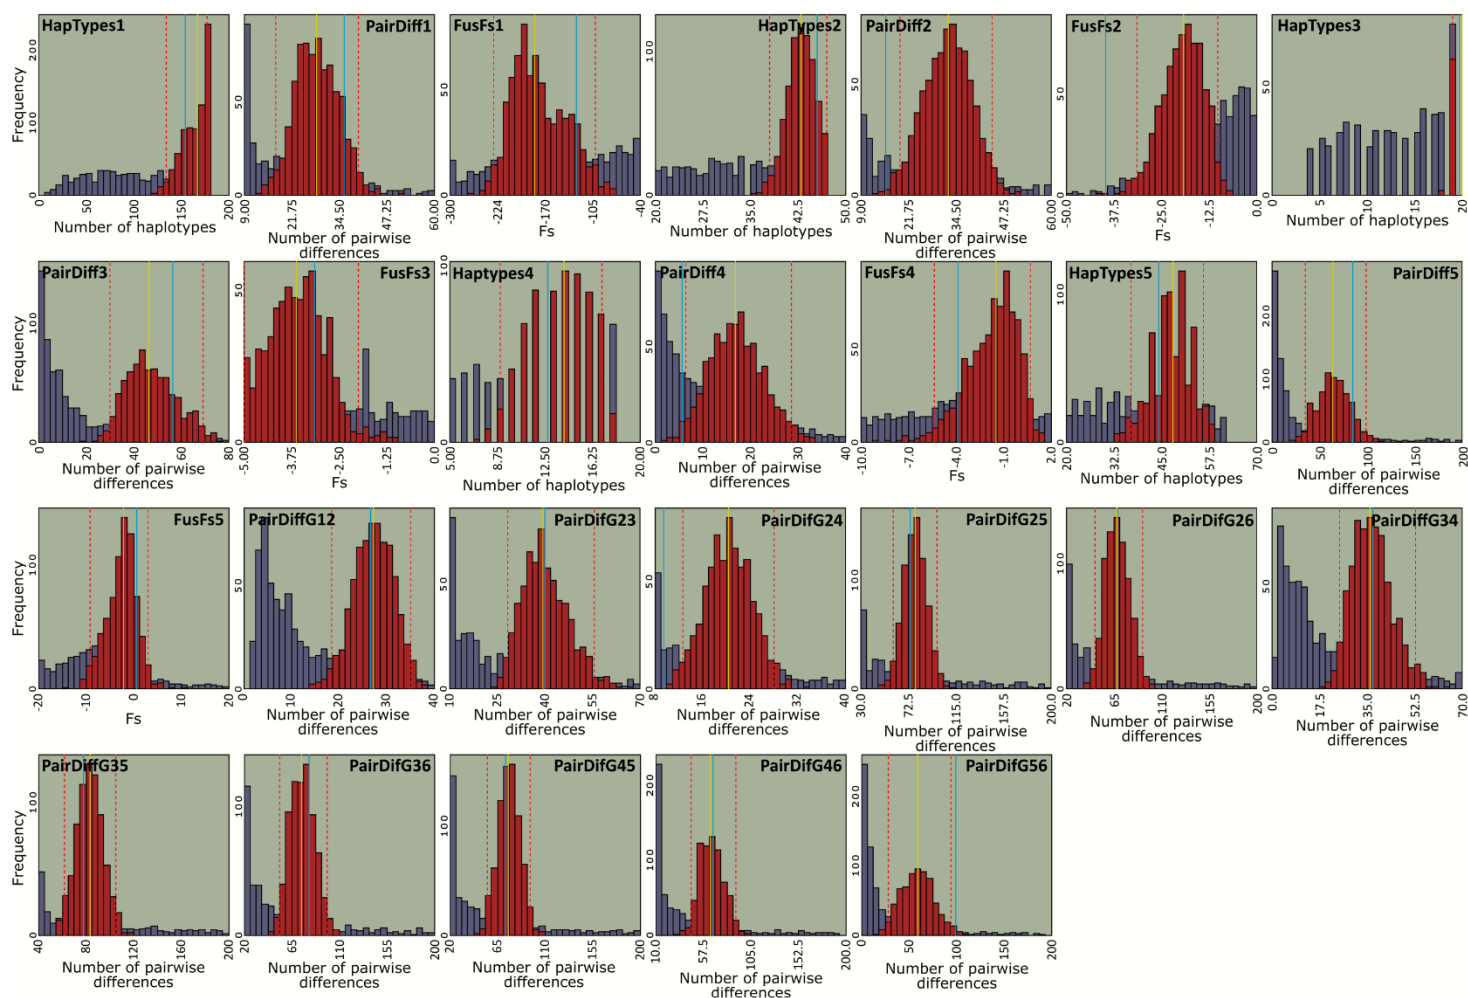 HapTypes1
PairDiff1
FusFs1
HapTypes2
PairDiff2
FusFs2
HapTypes3
Frequency
0 100 200
0 50
0 50
0 100
0 50
0 50
0 50
0 50 100 150 200
9.00 21.75 34.50 47.25 60.00
-300 -224 -170 -105 -40
20.0 27.5 35.0 42.5 50.0
9.00 21.75 34.50 47.25 60.00
-50.0 -37.5 -25.0 -12.5 0.0
5 10 15 20
Number of haplotypes
Number of pairwise
differences
Fs
Number of haplotypes
Number of pairwise
differences
Fs
Number of haplotypes
PairDiff3
FusFs3
Haptypes4
PairDiff4
FusFs4
HapTypes5
PairDiff5
Frequency
0 100
0 50
0 100
0 50
0 50
0 100
0 100 200
0 20 40 60 80
-5.00 -3.75 -2.50 -1.25 0.0
5.00 8.75 12.50 16.25 20.00
0 10 20 30 40
-10.0 -7.0 -4.0 -1.0 2.0
20.0 32.5 45.0 57.5 70.0
0 50 100 150 200
Number of pairwise
differences
Fs
Number of haplotypes
Number of pairwise
differences
Fs
Number of haplotypes
Number of pairwise
differences
FusFs5
PairDiffG12
PairDifG23
PairDifG24
PairDifG25
PairDifG26
PairDiffG34
Frequency
0 100
0 50
0 50
0 50
0 100
0 100
0 50
-20 -10 0 10 20
0 10 20 30 40
10 25 40 55 70
8 16 24 32 40
30.0 72.5 115.0 157.5 200.0
20 65 110 155 200
0.0 17.5 35.0 52.5 70.0
Fs
Number of pairwise
differences
Number of pairwise
differences
Number of pairwise
differences
Number of pairwise
differences
Number of pairwise
differences
Number of pairwise
differences
PairDiffG35
PairDifG36
PairDifG45
PairDifG46
PairDifG56
Frequency
0 100
0 100
0 100
0 100 200
0 100 200
40 80 120 160 200
20 65 110 155 200
20 65 110 155 200
10.0 57.5 105.0 152.5 200.0
0 50 100 150 200
Number of pairwise
differences
Number of pairwise
differences
Number of pairwise
differences
Number of pairwise
differences
Number of pairwise
differences